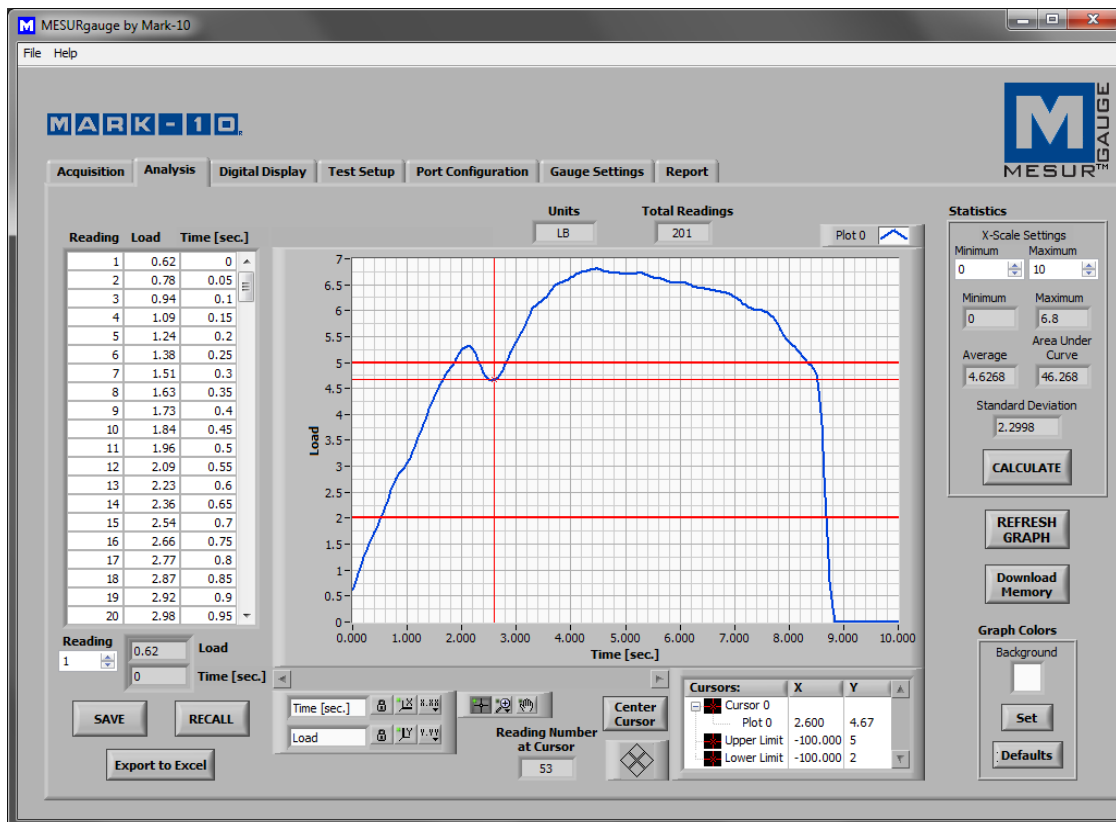 MESURgauge by Mark-10
File Help
MARK-10
M
MESUR™GAUGE
Acquisition Analysis Digital Display Test Setup Port Configuration Gauge Settings Report
Units Total Readings
LB 201
Plot 0
Reading Load Time [sec.]
1 0.62 0
2 0.78 0.05
3 0.94 0.1
4 1.09 0.15
5 1.24 0.2
6 1.38 0.25
7 1.51 0.3
8 1.63 0.35
9 1.73 0.4
10 1.84 0.45
11 1.96 0.5
12 2.09 0.55
13 2.23 0.6
14 2.36 0.65
15 2.54 0.7
16 2.66 0.75
17 2.77 0.8
18 2.87 0.85
19 2.92 0.9
20 2.98 0.95
Reading
1
0.62 Load
0 Time [sec.]
SAVE RECALL
Export to Excel
Load
7
6.5
6
5.5
5
4.5
4
3.5
3
2.5
2
1.5
1
0.5
0
0.000 1.000 2.000 3.000 4.000 5.000 6.000 7.000 8.000 9.000 10.000
Time [sec.]
Time [sec.] X X.XX
Load Y Y.YY
Reading Number
at Cursor
53
Center
Cursor
Cursors: X Y
Cursor 0
Plot 0 2.600 4.67
Upper Limit -100.000 5
Lower Limit -100.000 2
Statistics
X-Scale Settings
Minimum Maximum
0 10
Minimum Maximum
0 6.8
Average Area Under
Curve
4.6268 46.268
Standard Deviation
2.2998
CALCULATE
REFRESH
GRAPH
Download
Memory
Graph Colors
Background
Set
Defaults